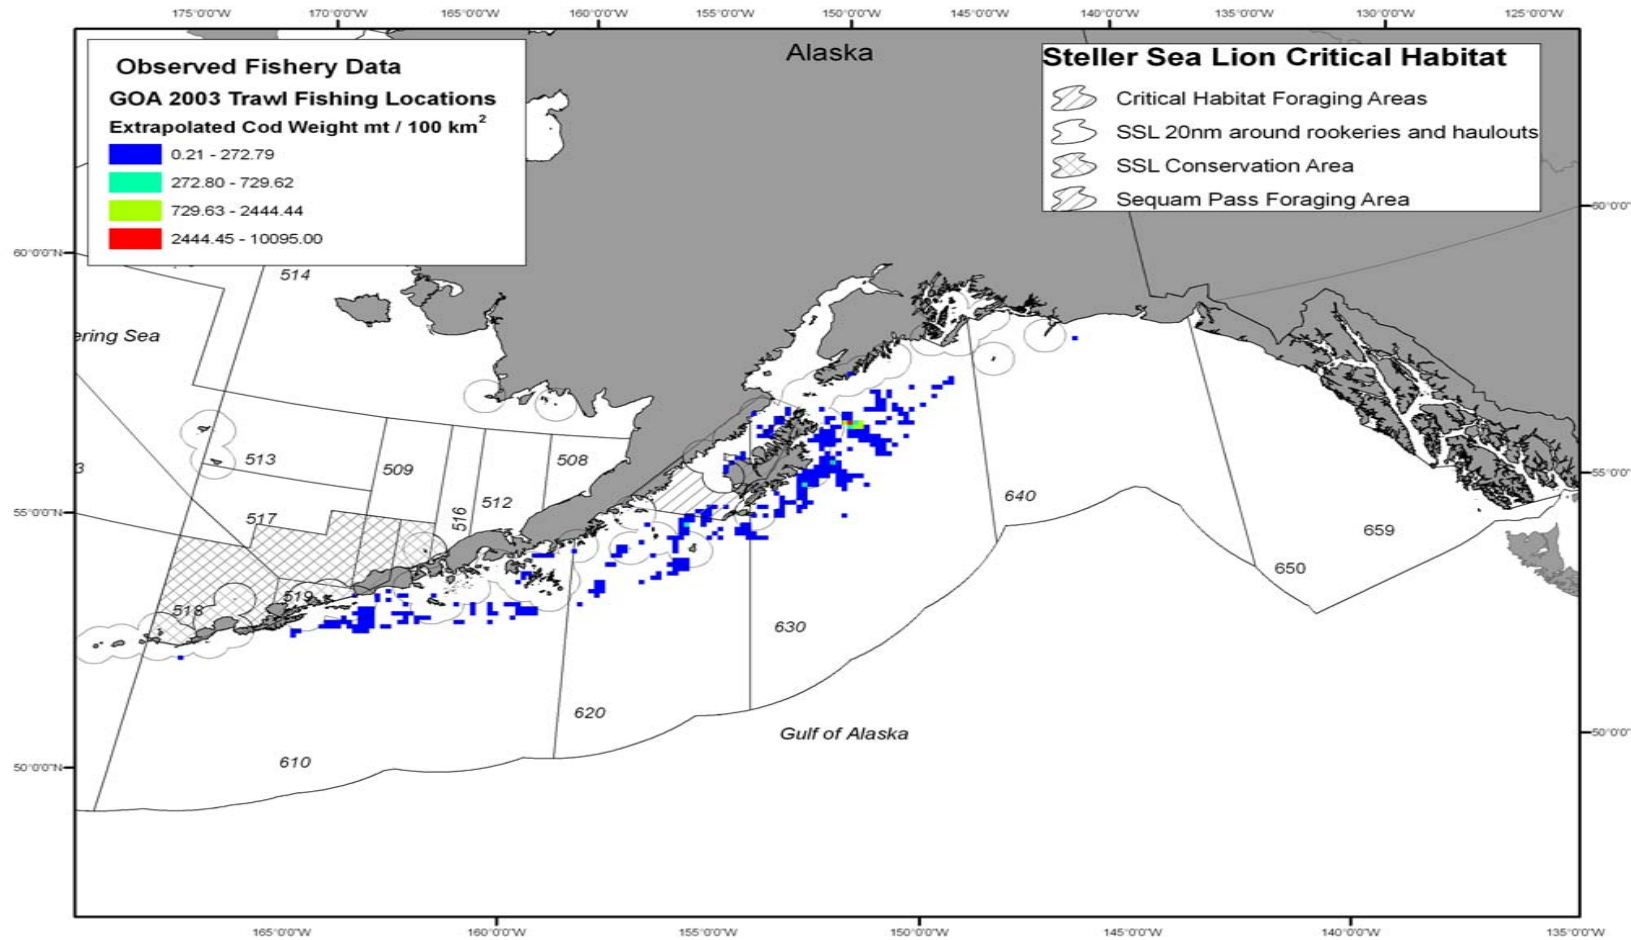 175°0'0"W 170°0'0"W 165°0'0"W 160°0'0"W 155°0'0"W 150°0'0"W 145°0'0"W 140°0'0"W 135°0'0"W 130°0'0"W 125°0'0"W
Alaska
Observed Fishery Data
GOA 2003 Trawl Fishing Locations
Extrapolated Cod Weight mt / 100 km²
0.21 - 272.79
272.80 - 729.62
729.63 - 2444.44
2444.45 - 10095.00
Steller Sea Lion Critical Habitat
Critical Habitat Foraging Areas
SSL 20nm around rookeries and haulouts
SSL Conservation Area
Sequam Pass Foraging Area
60°0'0"N
60°0'0"
514
ering Sea
513
509
508
55°0'0"
516
512
640
55°0'0"N
517
659
650
518
519
630
620
Gulf of Alaska
50°0'0"
610
50°0'0"N
165°0'0"W 160°0'0"W 155°0'0"W 150°0'0"W 145°0'0"W 140°0'0"W 135°0'0"W